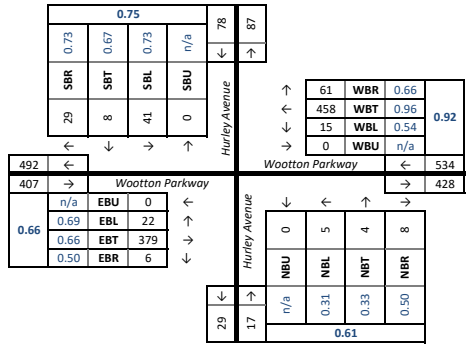 0.75
78 87
0.73 0.67 0.73 n/a
↓ ↑
SBR SBT SBL SBU
29 8 41 0
Hurley Avenue
↑ 61 WBR 0.66
← 458 WBT 0.96
↓ 15 WBL 0.54
→ 0 WBU n/a
0.92
← ↓ → ↑
492 ←
Wootton Parkway
← 534
407 →
Wootton Parkway
→ 428
n/a EBU 0 ←
0.69 EBL 22 ↑
0.66 EBT 379 →
0.50 EBR 6 ↓
0.66
Hurley Avenue
↓ ← ↑ →
0 5 4 8
NBU NBL NBT NBR
↓ ↑
n/a 0.31 0.33 0.50
29 17
0.61